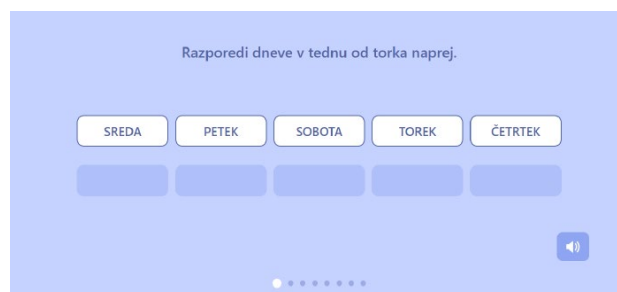 Razporedi dneve v tednu od torka naprej.
SREDA PETEK SOBOTA TOREK ČETRTEK